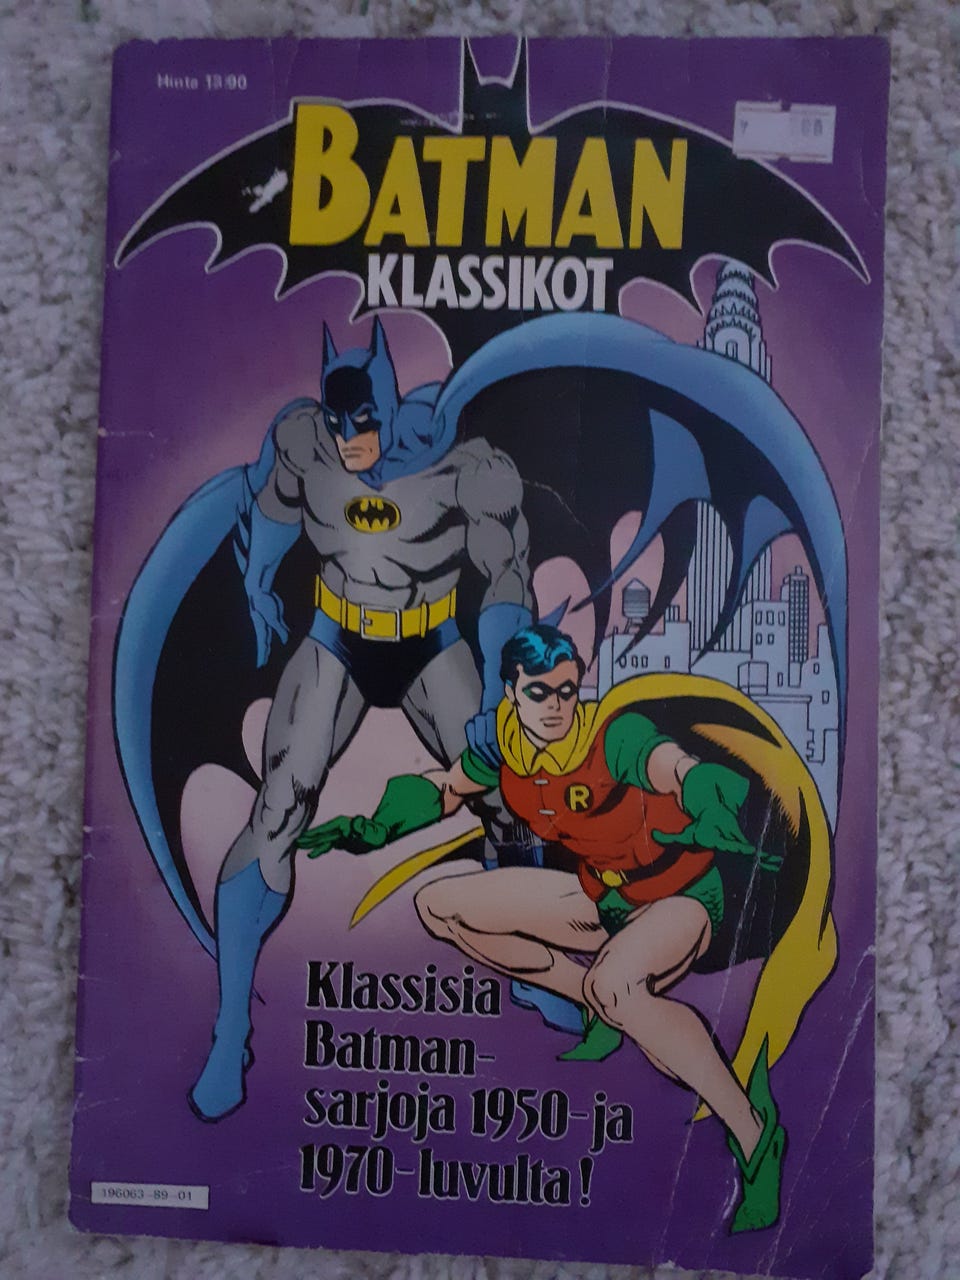 Hinta 13.90
BATMAN
KLASSIKOT
R
Klassisia
Batman-
sarjoja 1950-ja
1970-luvulta!
196063-89-01